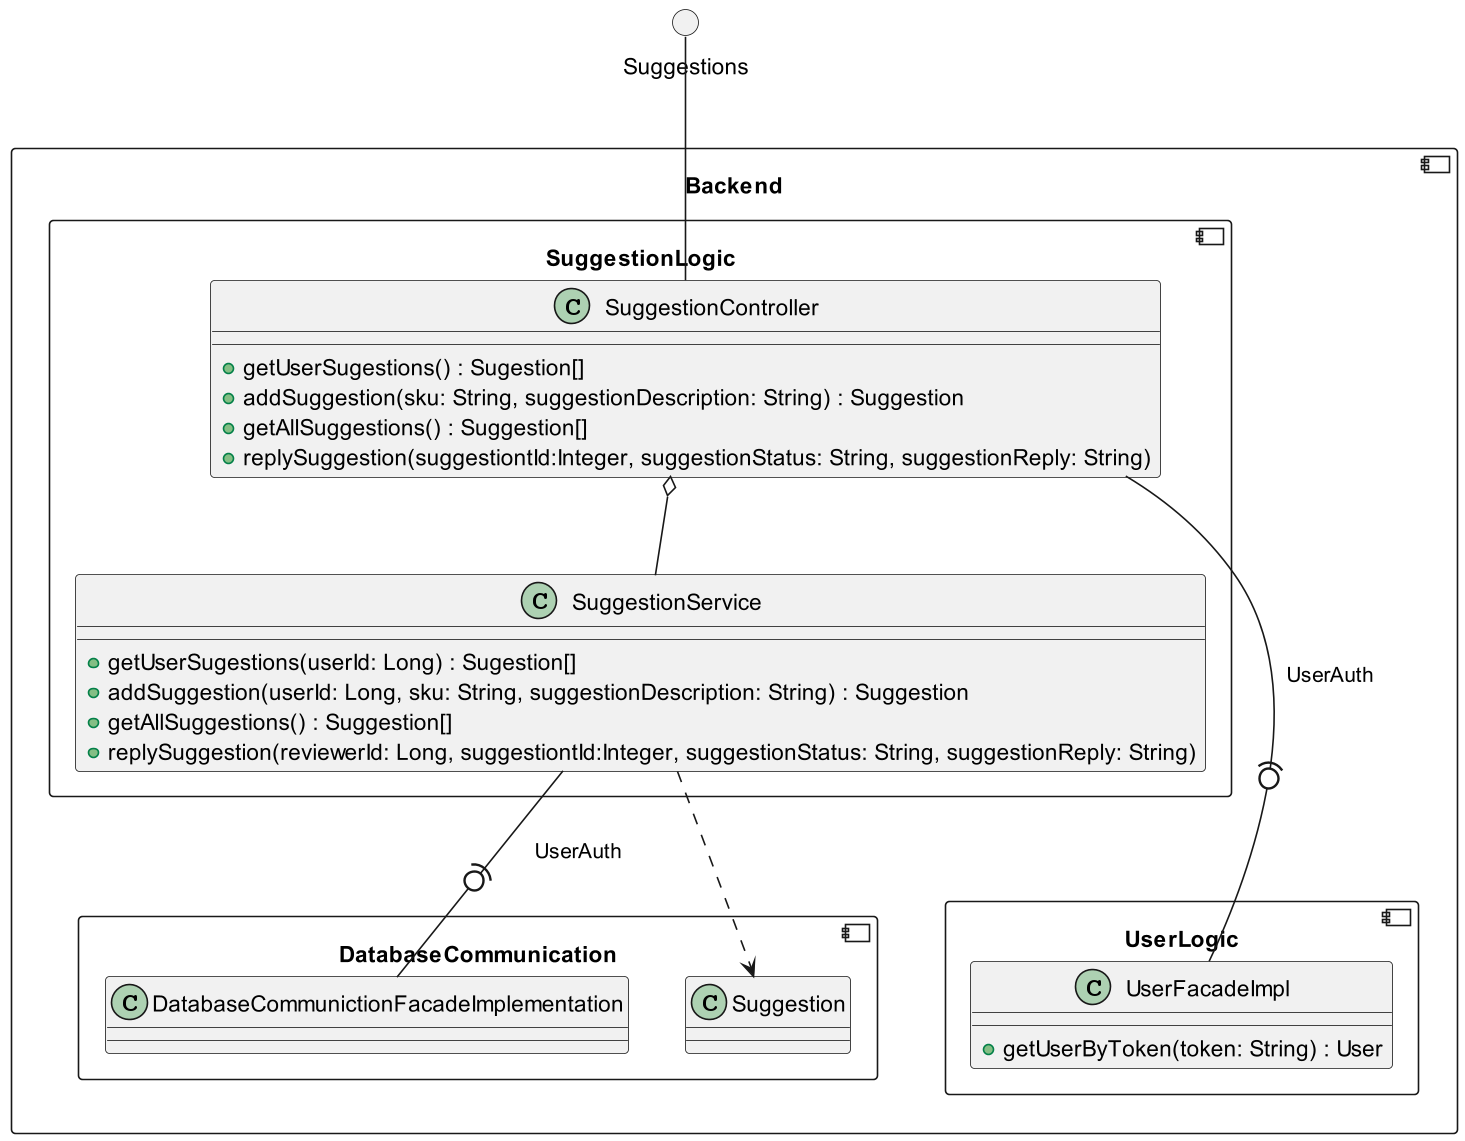 Suggestions
Backend
SuggestionLogic
C SuggestionController
getUserSugestions() : Sugestion[]
addSuggestion(sku: String, suggestionDescription: String) : Suggestion
getAllSuggestions() : Suggestion[]
replySuggestion(suggestiontId:Integer, suggestionStatus: String, suggestionReply: String)
C SuggestionService
getUserSugestions(userId: Long) : Sugestion[]
addSuggestion(userId: Long, sku: String, suggestionDescription: String) : Suggestion
getAllSuggestions() : Suggestion[]
replySuggestion(reviewerId: Long, suggestiontId:Integer, suggestionStatus: String, suggestionReply: String)
UserAuth
UserAuth
DatabaseCommunication
C DatabaseCommunictionFacadeImplementation
C Suggestion
UserLogic
C UserFacadeImpl
getUserByToken(token: String) : User